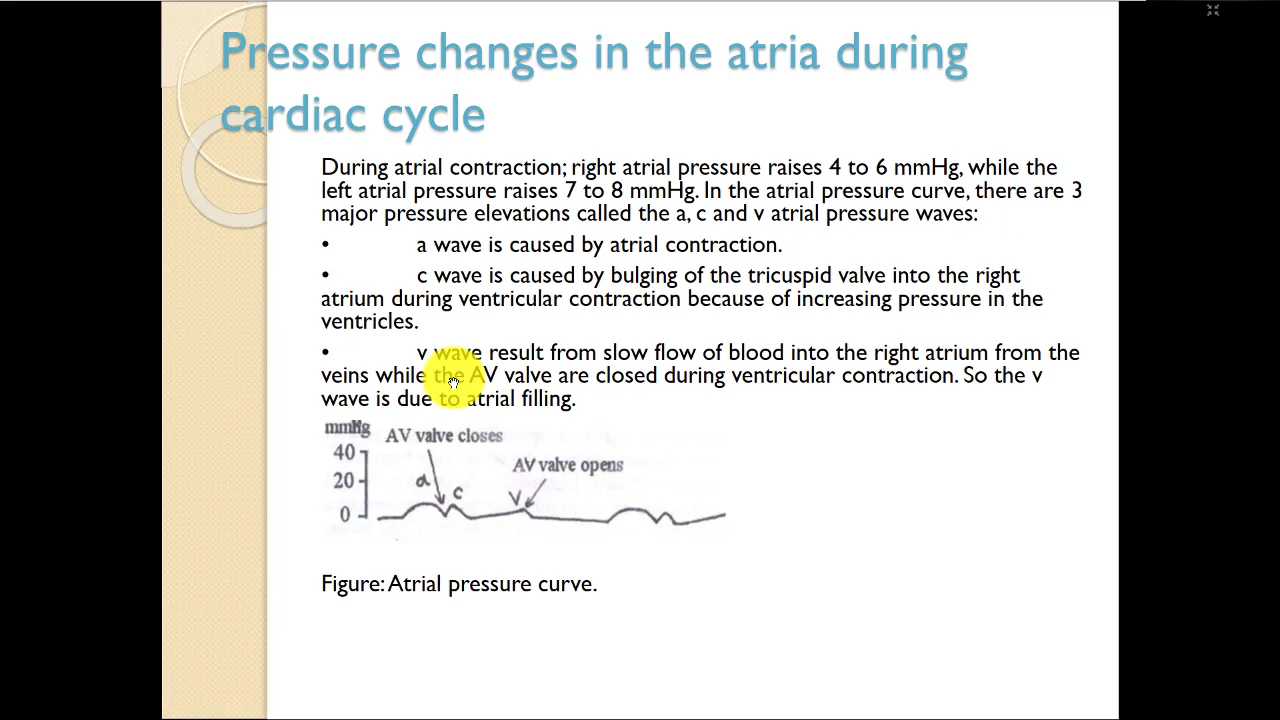 Pressure changes in the atria during
cardiac cycle
During atrial contraction; right atrial pressure raises 4 to 6 mmHg, while the
left atrial pressure raises 7 to 8 mmHg. In the atrial pressure curve, there are 3
major pressure elevations called the a, c and v atrial pressure waves:
• a wave is caused by atrial contraction.
• c wave is caused by bulging of the tricuspid valve into the right
atrium during ventricular contraction because of increasing pressure in the
ventricles.
• v wave result from slow flow of blood into the right atrium from the
veins while the AV valve are closed during ventricular contraction. So the v
wave is due to atrial filling.
mmHg
AV valve closes
40
AV valve opens
20
a
c
v
0
Figure: Atrial pressure curve.